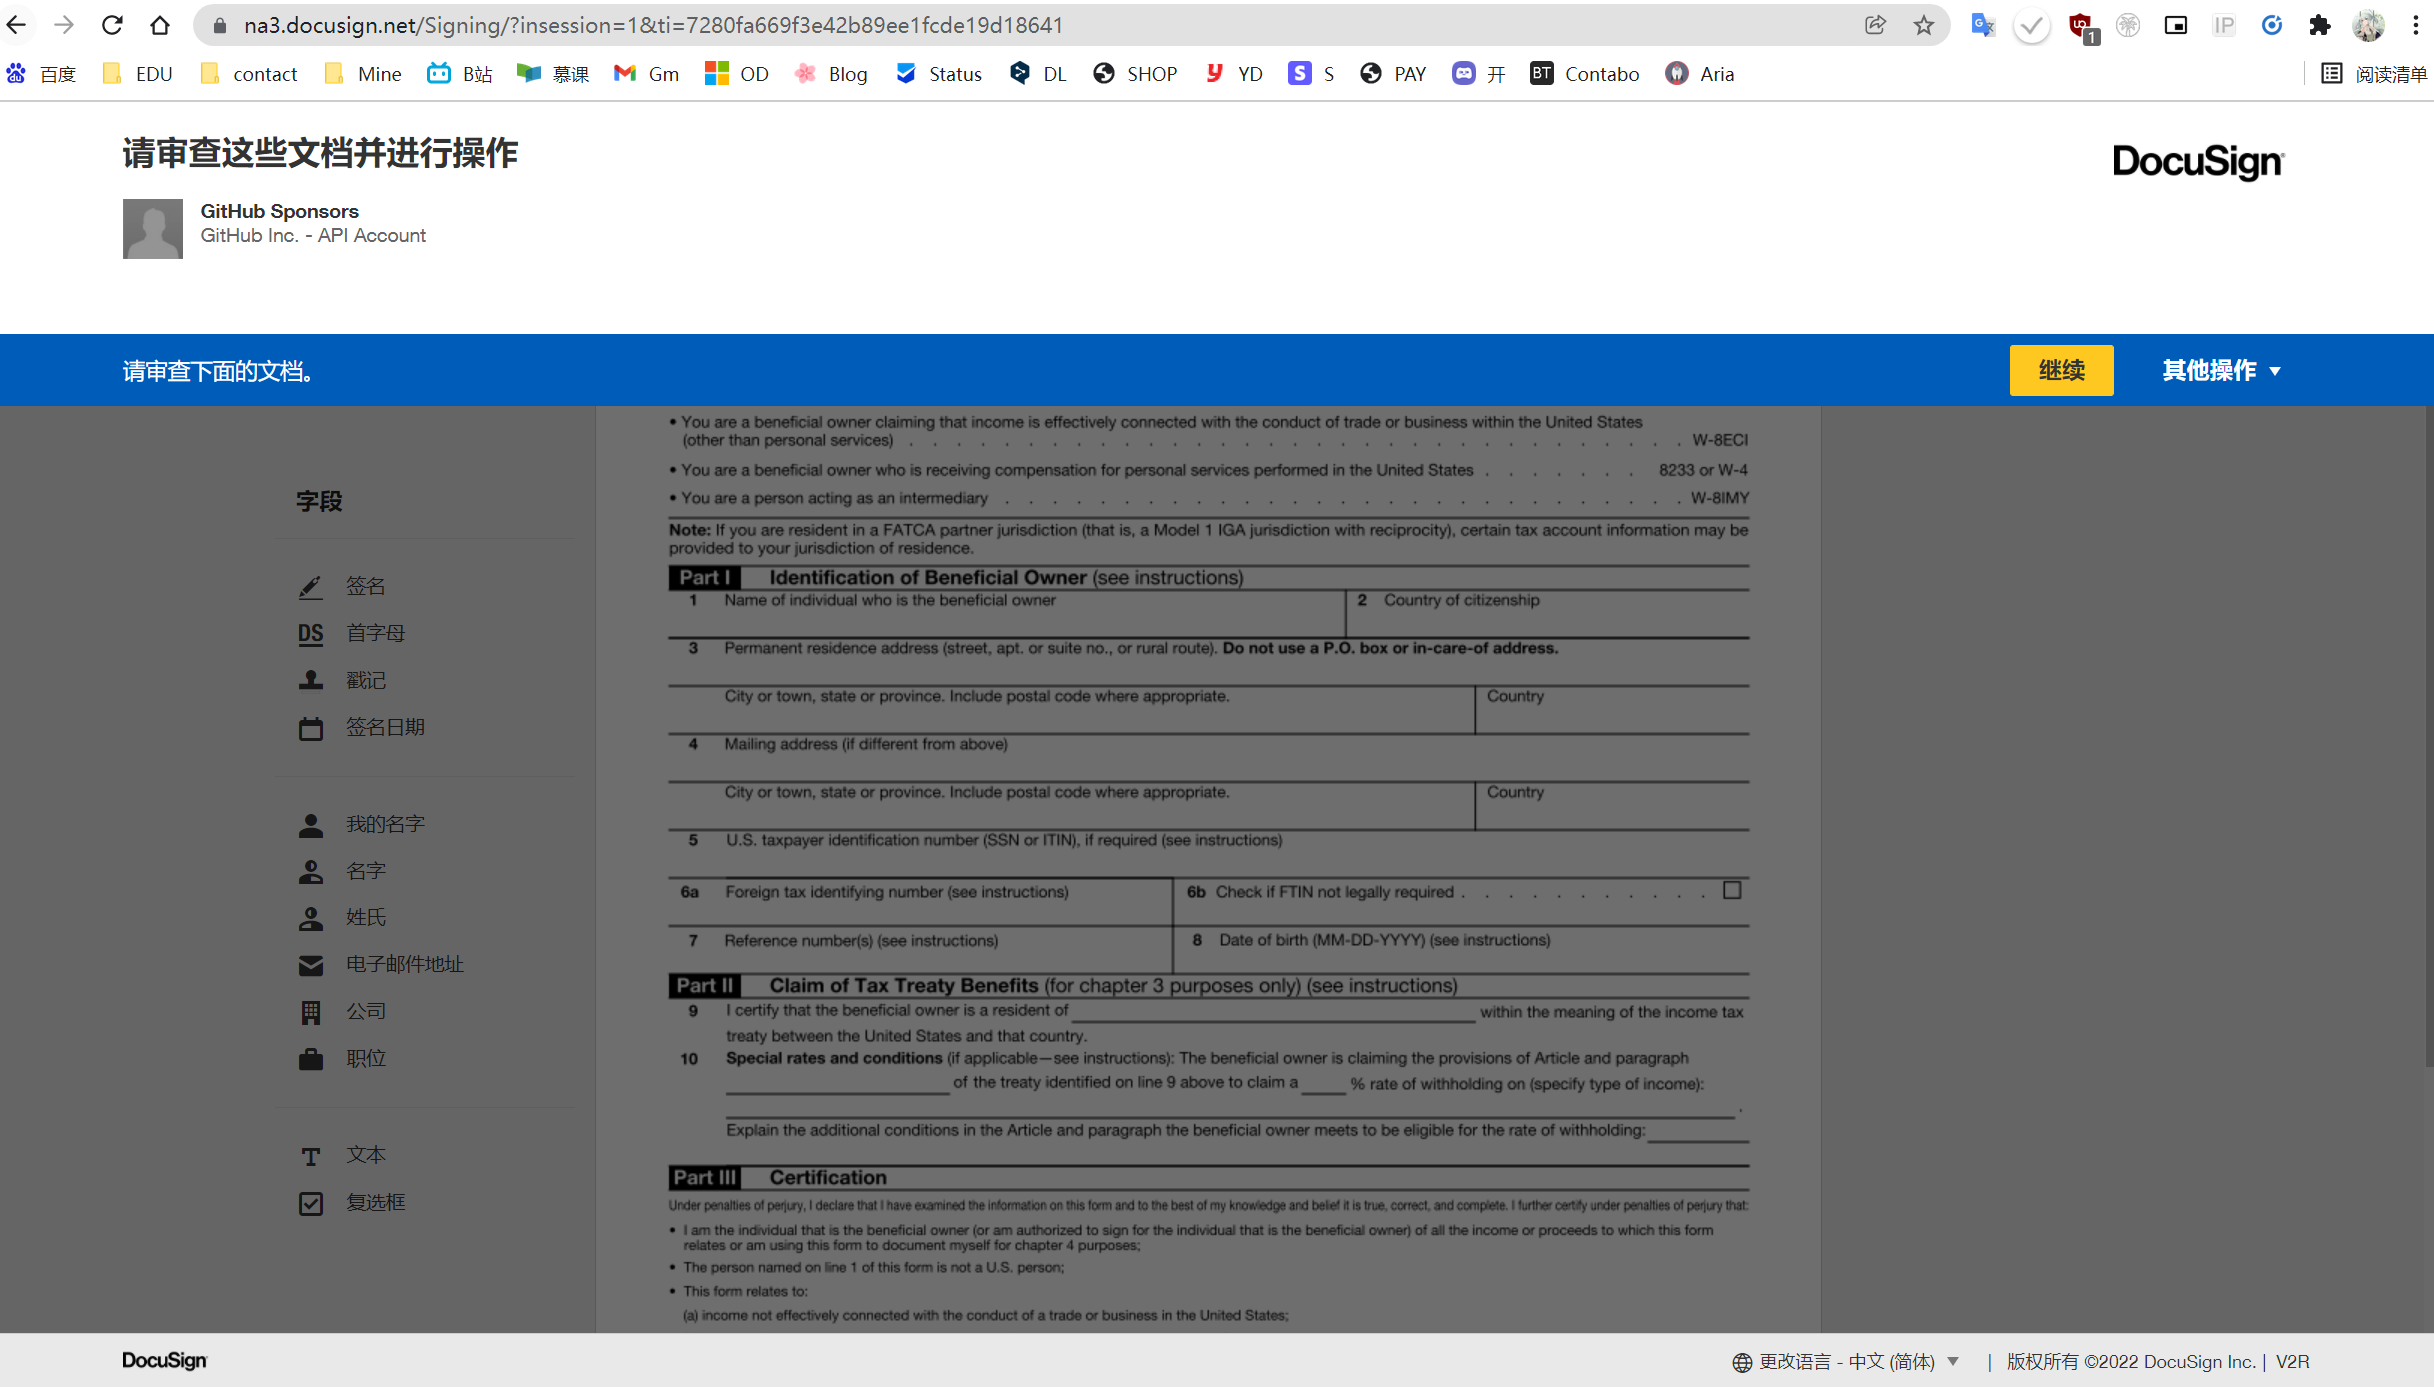 na3.docusign.net/Signing/?insession=1&ti=7280fa669f3e42b89ee1fcde19d18641
1
IP
百度 EDU contact Mine B站 慕课 Gm OD Blog Status DL SHOP YD S PAY 开 Contabo Aria 阅读清单
请审查这些文档并进行操作
DocuSign
GitHub Sponsors
GitHub Inc. - API Account
请审查下面的文档。
继续
其他操作
字段
签名
DS 首字母
戳记
签名日期
我的名字
名字
姓氏
电子邮件地址
公司
职位
T 文本
复选框
• You are a beneficial owner claiming that income is effectively connected with the conduct of trade or business within the United States
(other than personal services) . . . . . . . . . . . . . . . . . . . . . . . . . . . . . . . . . W-8ECI
• You are a beneficial owner who is receiving compensation for personal services performed in the United States . . . . . . . 8233 or W-4
• You are a person acting as an intermediary . . . . . . . . . . . . . . . . . . . . . . . . . . . . . W-8IMY
Note: If you are resident in a FATCA partner jurisdiction (that is, a Model 1 IGA jurisdiction with reciprocity), certain tax account information may be
provided to your jurisdiction of residence.
Part I Identification of Beneficial Owner (see instructions)
1 Name of individual who is the beneficial owner
2 Country of citizenship
3 Permanent residence address (street, apt. or suite no., or rural route). Do not use a P.O. box or in-care-of address.
City or town, state or province. Include postal code where appropriate.
Country
4 Mailing address (if different from above)
City or town, state or province. Include postal code where appropriate.
Country
5 U.S. taxpayer identification number (SSN or ITIN), if required (see instructions)
6a Foreign tax identifying number (see instructions)
6b Check if FTIN not legally required . . . . . . . . . . .
7 Reference number(s) (see instructions)
8 Date of birth (MM-DD-YYYY) (see instructions)
Part II Claim of Tax Treaty Benefits (for chapter 3 purposes only) (see instructions)
9 I certify that the beneficial owner is a resident of within the meaning of the income tax
treaty between the United States and that country.
10 Special rates and conditions (if applicable—see instructions): The beneficial owner is claiming the provisions of Article and paragraph
of the treaty identified on line 9 above to claim a % rate of withholding on (specify type of income):
.
Explain the additional conditions in the Article and paragraph the beneficial owner meets to be eligible for the rate of withholding:
Part III Certification
Under penalties of perjury, I declare that I have examined the information on this form and to the best of my knowledge and belief it is true, correct, and complete. I further certify under penalties of perjury that:
• I am the individual that is the beneficial owner (or am authorized to sign for the individual that is the beneficial owner) of all the income or proceeds to which this form
relates or am using this form to document myself for chapter 4 purposes;
• The person named on line 1 of this form is not a U.S. person;
• This form relates to:
(a) income not effectively connected with the conduct of a trade or business in the United States;
DocuSign
更改语言 - 中文 (简体) | 版权所有 ©2022 DocuSign Inc. | V2R